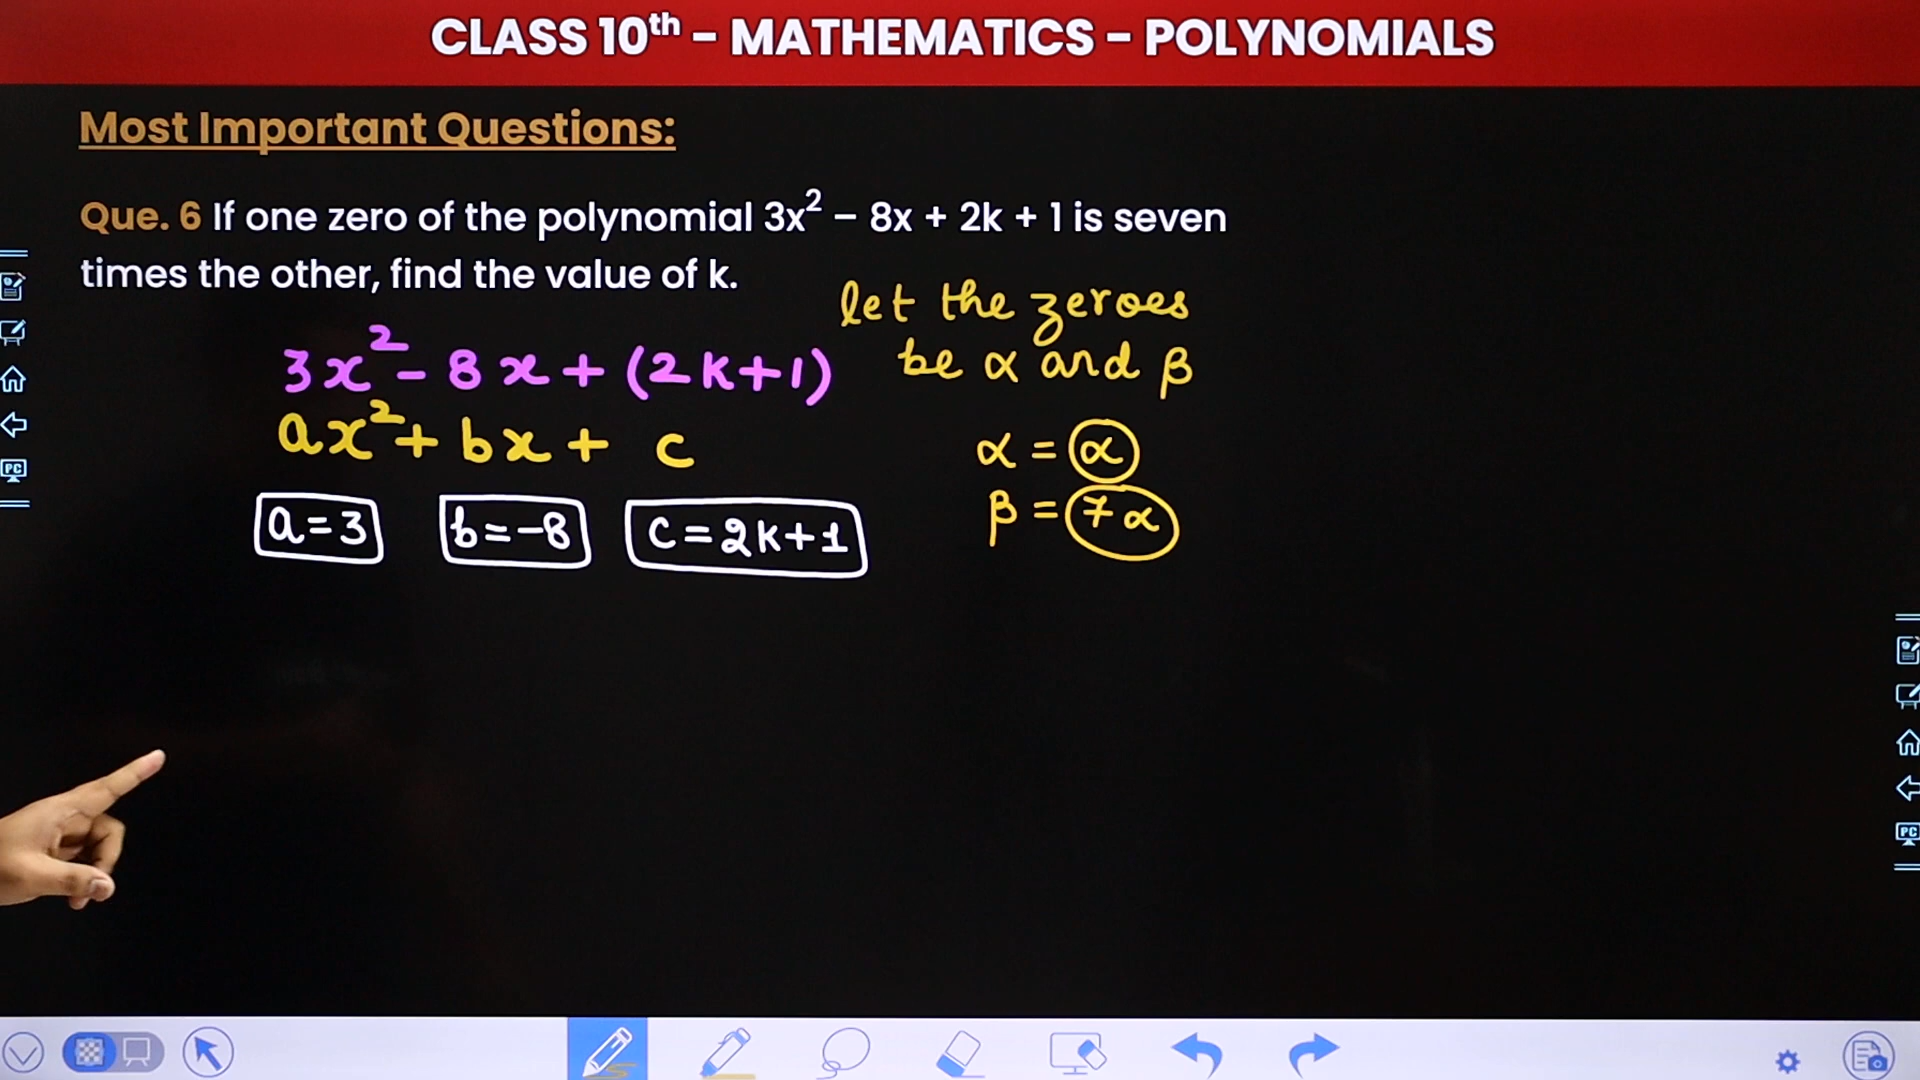 CLASS 10th - MATHEMATICS - POLYNOMIALS
Most Important Questions:
Que. 6 If one zero of the polynomial 3x² – 8x + 2k + 1 is seven
times the other, find the value of k.
let the zeroes
be α and β
3x² - 8x + (2k+1)
ax² + bx + c
α = α
β = 7α
a=3 b=-8 c=2k+1
PC
PC